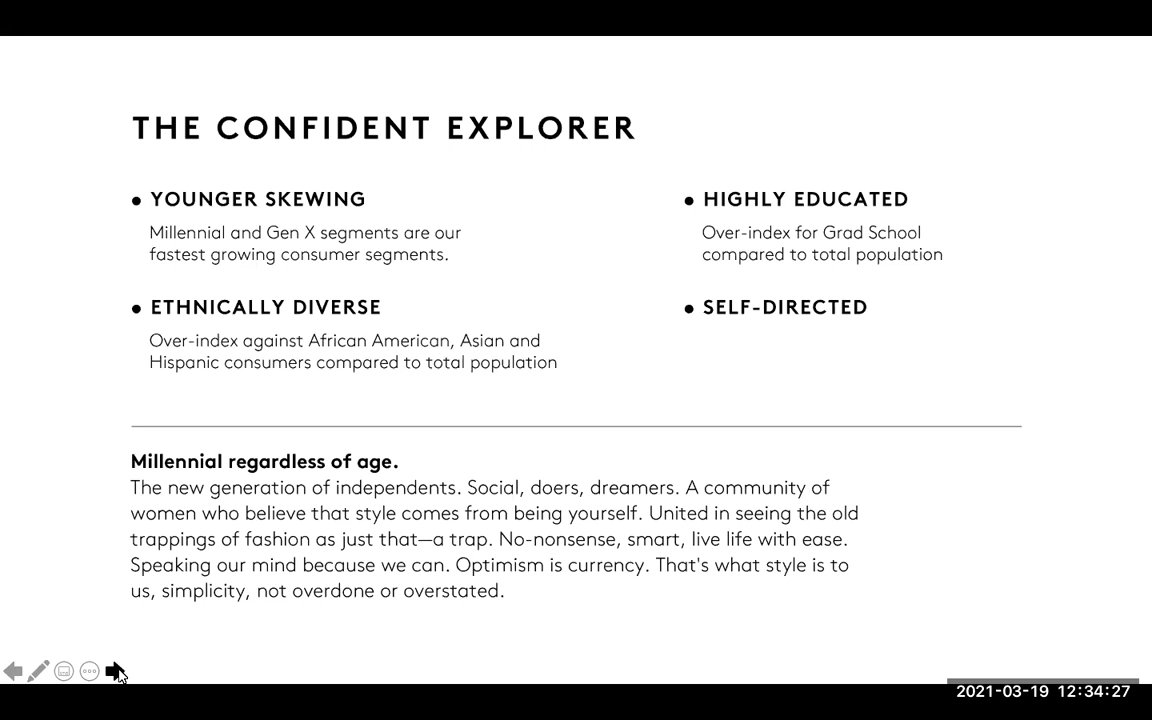 THE CONFIDENT EXPLORER
• YOUNGER SKEWING
Millennial and Gen X segments are our
fastest growing consumer segments.
• ETHNICALLY DIVERSE
Over-index against African American, Asian and
Hispanic consumers compared to total population
• HIGHLY EDUCATED
Over-index for Grad School
compared to total population
• SELF-DIRECTED
Millennial regardless of age.
The new generation of independents. Social, doers, dreamers. A community of
women who believe that style comes from being yourself. United in seeing the old
trappings of fashion as just that—a trap. No-nonsense, smart, live life with ease.
Speaking our mind because we can. Optimism is currency. That's what style is to
us, simplicity, not overdone or overstated.
2021-03-19 12:34:27